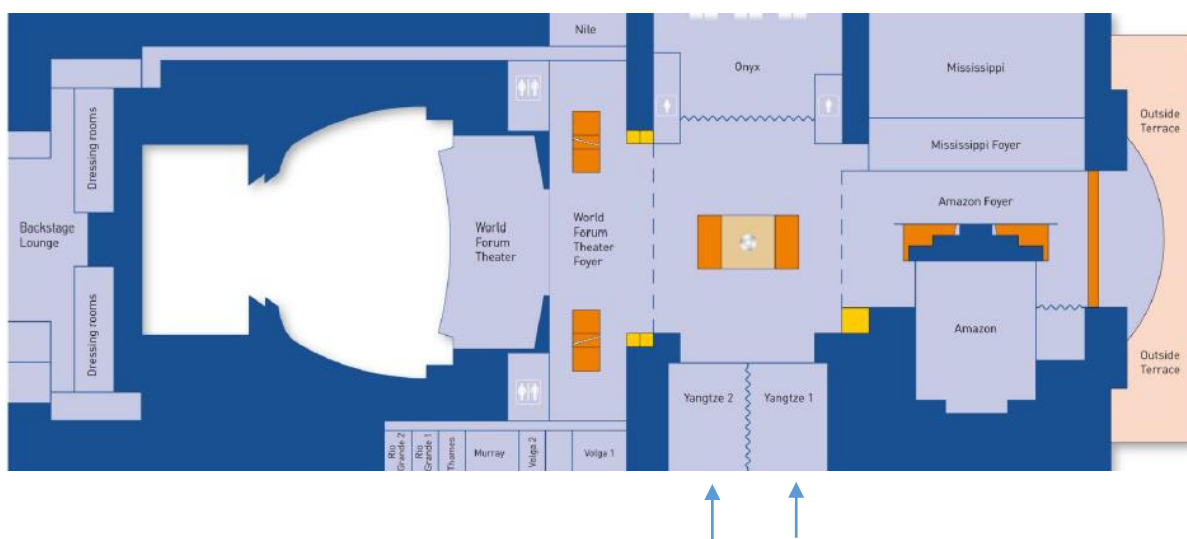 Nile
Onyx
Mississippi
Outside
Terrace
Dressing rooms
Mississippi Foyer
Amazon Foyer
Backstage
Lounge
World
Forum
Theater
World
Forum
Theater
Foyer
Amazon
Dressing rooms
Outside
Terrace
Yangtze 2
Yangtze 1
Rio
Grande 2
Rio
Grande 1
Thames
Murray
Volga 2
Volga 1